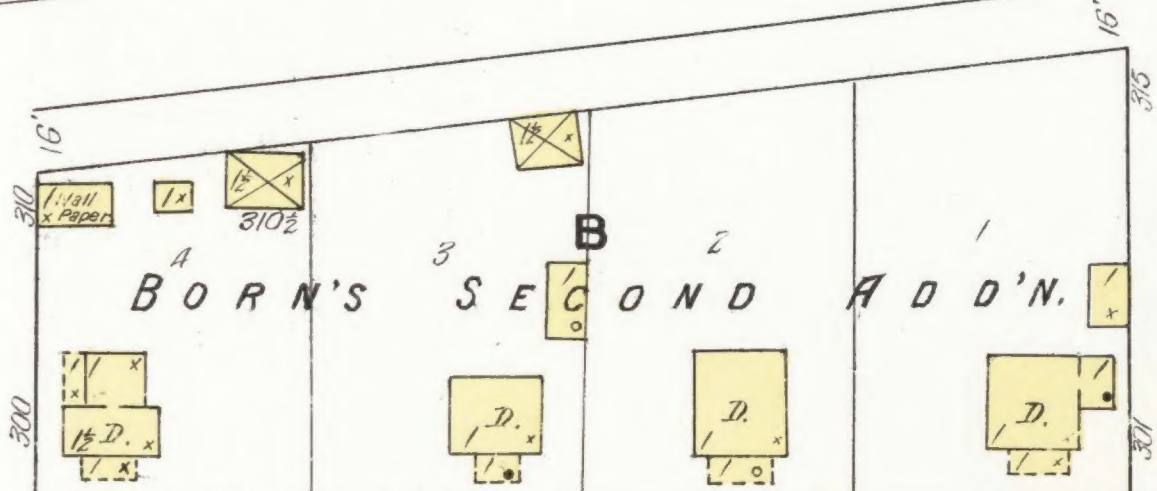 16'
16'
315
310
1 Wall
x Paper
1 x
1½ x
310½
1½ x
B
4
3
2
1
BORN'S SECOND ADD'N.
1
o
1
x
300
1
x
1 x
1½ D. x
1 x
D.
1 x
1 •
D.
1 x
1 o
D.
1
1
•
1 x
301